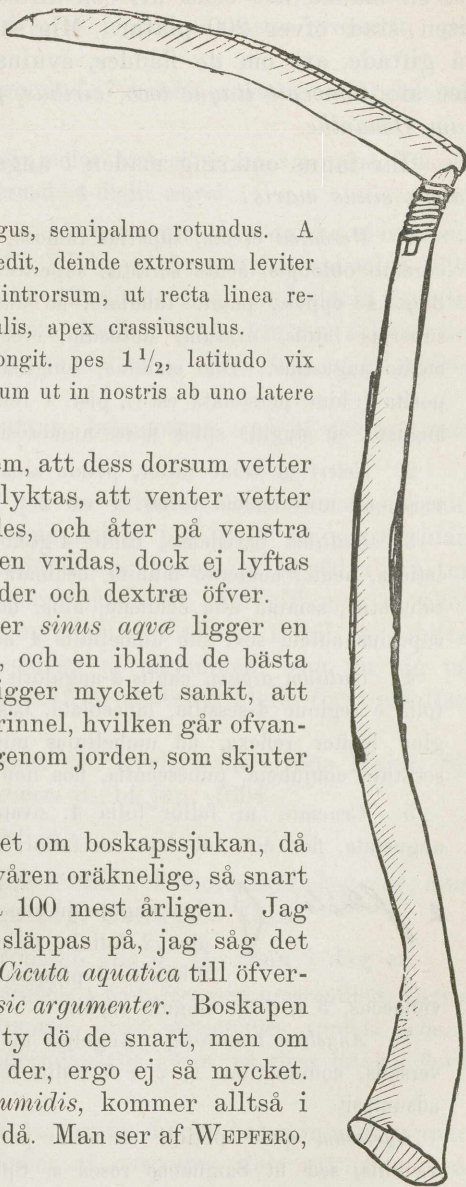 gus, semipalmo rotundus. A
edit, deinde extrorsum leviter
introrsum, ut recta linea re-
ulis, apex crassiusculus.
ongit. pes 1 1/2, latitudo vix
um ut in nostris ab uno latere
em, att dess dorsum vetter
lyktas, att venter vetter
des, och åter på venstra
en vridas, dock ej lyftas
der och dextræ öfver.
er sinus aqvæ ligger en
, och en ibland de bästa
igger mycket sankt, att
rinnel, hvilken går ofvan-
genom jorden, som skjuter
et om boskapssjukan, då
våren oräknelige, så snart
100 mest årligen. Jag
släppas på, jag såg det
Cicuta aquatica till öfver-
sic argumenter. Boskapen
ty dö de snart, men om
der, ergo ej så mycket.
umidis, kommer alltså i
då. Man ser af WEPFERO,